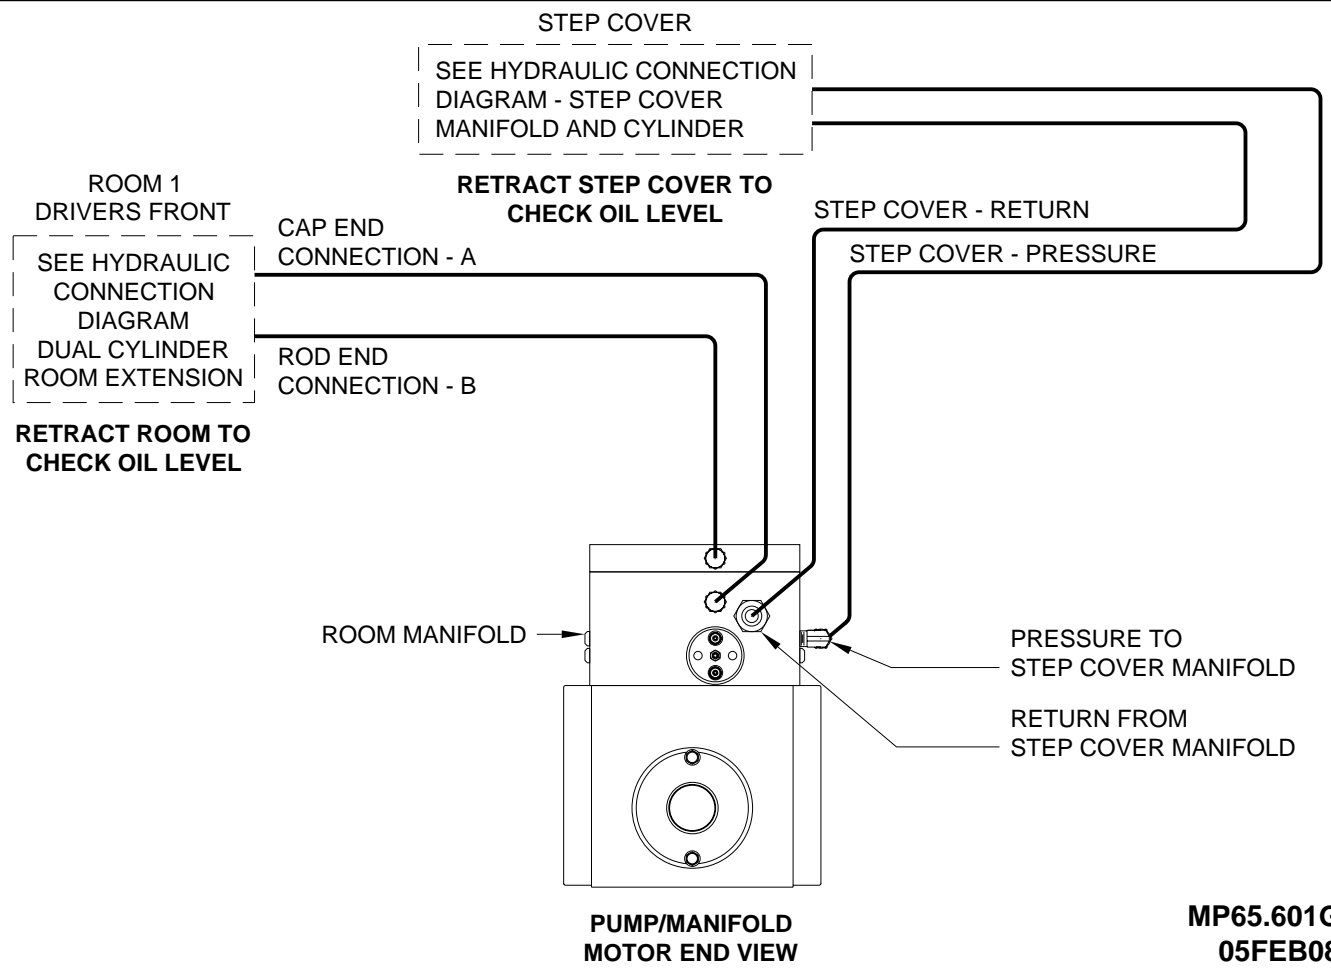 STEP COVER
SEE HYDRAULIC CONNECTION
DIAGRAM - STEP COVER
MANIFOLD AND CYLINDER
RETRACT STEP COVER TO
CHECK OIL LEVEL
ROOM 1
DRIVERS FRONT
SEE HYDRAULIC
CONNECTION
DIAGRAM
DUAL CYLINDER
ROOM EXTENSION
RETRACT ROOM TO
CHECK OIL LEVEL
CAP END
CONNECTION - A
ROD END
CONNECTION - B
STEP COVER - RETURN
STEP COVER - PRESSURE
ROOM MANIFOLD
PRESSURE TO
STEP COVER MANIFOLD
RETURN FROM
STEP COVER MANIFOLD
PUMP/MANIFOLD
MOTOR END VIEW
MP65.601G
05FEB08